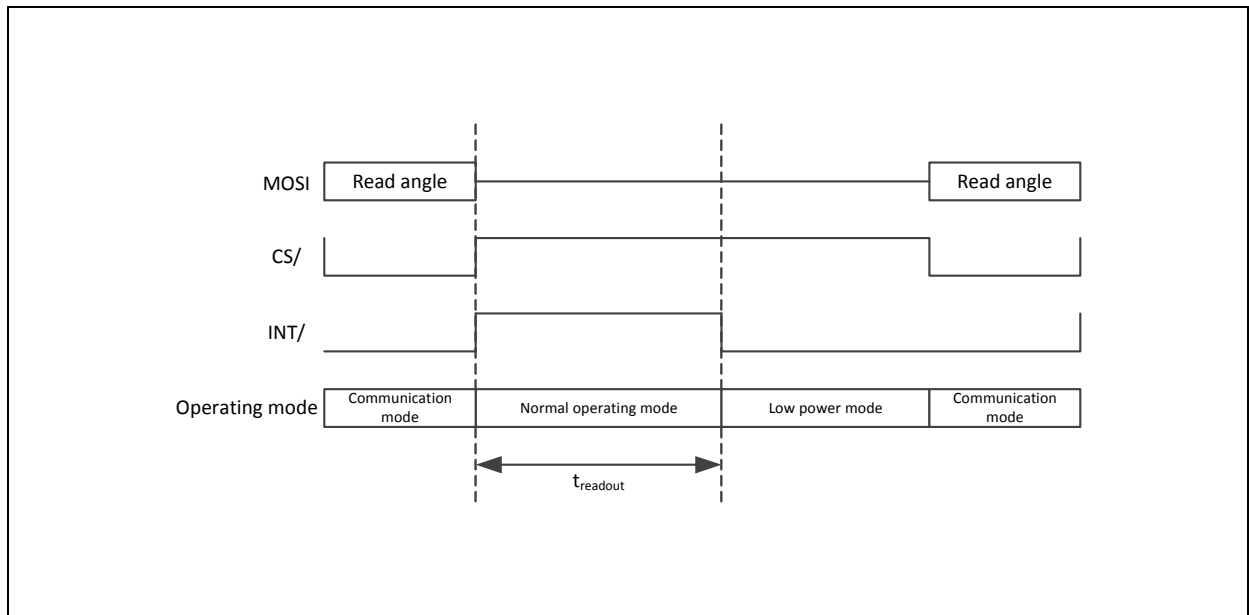 MOSI Read angle Read angle
CS/
INT/
Operating mode Communication mode Normal operating mode Low power mode Communication mode
treadout